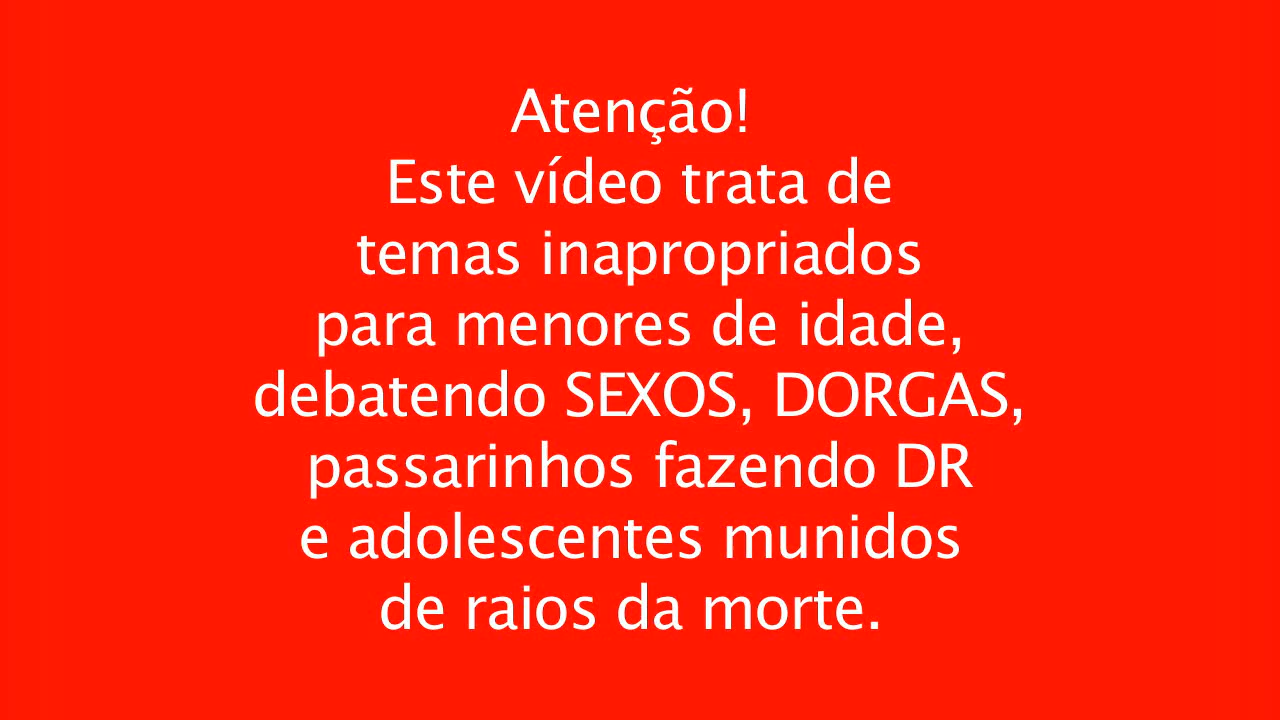 Atenção!
Este vídeo trata de
temas inapropriados
para menores de idade,
debatendo SEXOS, DORGAS,
passarinhos fazendo DR
e adolescentes munidos
de raios da morte.